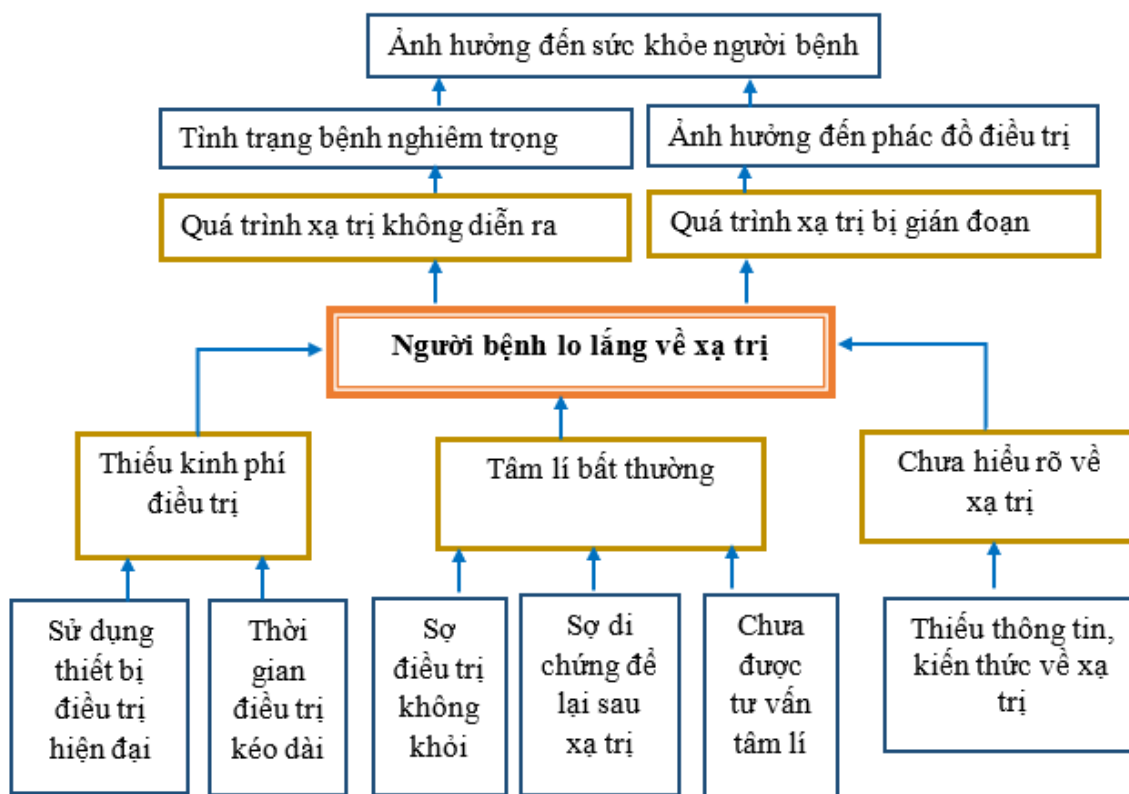 Ảnh hưởng đến sức khỏe người bệnh
Tình trạng bệnh nghiêm trọng
Ảnh hưởng đến phác đồ điều trị
Quá trình xạ trị không diễn ra
Quá trình xạ trị bị gián đoạn
Người bệnh lo lắng về xạ trị
Thiếu kinh phí
điều trị
Tâm lí bất thường
Chưa hiểu rõ về
xạ trị
Sử dụng
thiết bị
điều trị
hiện đại
Thời
gian
điều trị
kéo dài
Sợ
điều trị
không
khỏi
Sợ di
chứng để
lại sau
xạ trị
Chưa
được
tư vấn
tâm lí
Thiếu thông tin,
kiến thức về xạ
trị